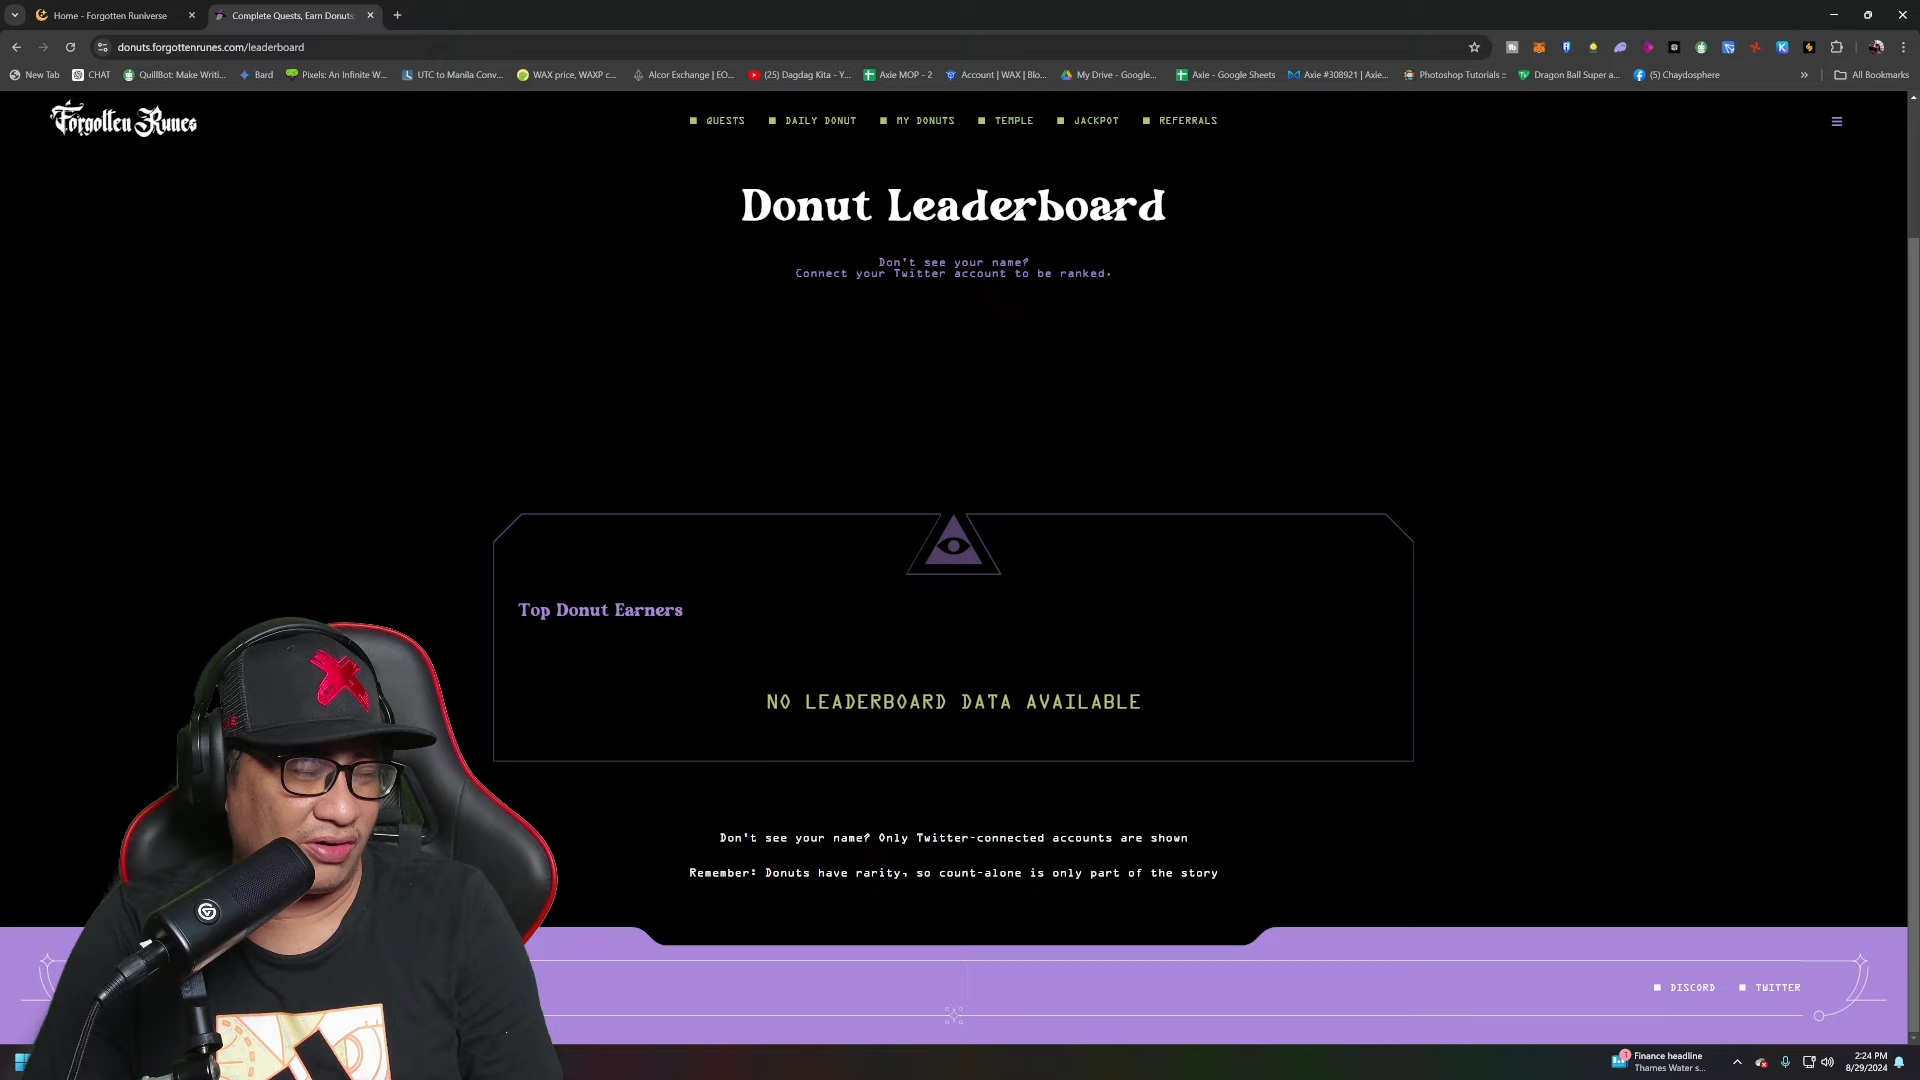 Home - Forgotten Runiverse
Complete Quests, Earn Donuts:
donuts.forgottenrunes.com/leaderboard
New Tab
CHAT
QuillBot: Make Writi...
Bard
Pixels: An Infinite W...
UTC to Manila Conv...
WAX price, WAXP c...
Alcor Exchange | EO...
(25) Dagdag Kita - Y...
Axie MOP - 2
Account | WAX | Blo...
My Drive - Google...
Axie - Google Sheets
Axie #308921 | Axie...
Photoshop Tutorials ::
Dragon Ball Super a...
(5) Chaydosphere
All Bookmarks
Forgotten Runes
QUESTS
DAILY DONUT
MY DONUTS
TEMPLE
JACKPOT
REFERRALS
Donut Leaderboard
Don't see your name?
Connect your Twitter account to be ranked.
Top Donut Earners
NO LEADERBOARD DATA AVAILABLE
Don't see your name? Only Twitter-connected accounts are shown
Remember: Donuts have rarity, so count-alone is only part of the story
DISCORD
TWITTER
1
Finance headline
Thames Water s...
2:24 PM
8/29/2024